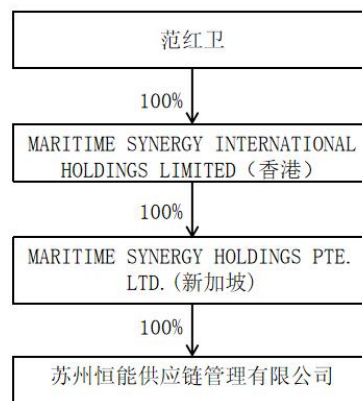 范红卫
100%
MARITIME SYNERGY INTERNATIONAL
HOLDINGS LIMITED（香港）
100%
MARITIME SYNERGY HOLDINGS PTE.
LTD.(新加坡)
100%
苏州恒能供应链管理有限公司